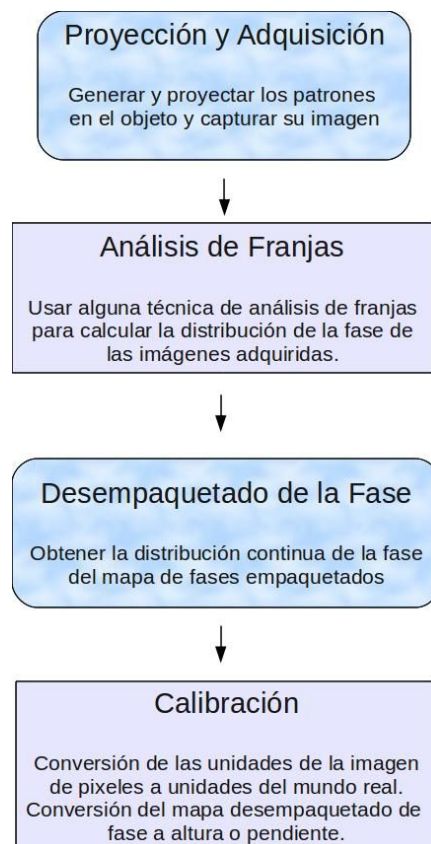 Proyección y Adquisición
Generar y proyectar los patrones
en el objeto y capturar su imagen
Análisis de Franjas
Usar alguna técnica de análisis de franjas
para calcular la distribución de la fase de
las imágenes adquiridas.
Desempaquetado de la Fase
Obtener la distribución continua de la fase
del mapa de fases empaquetados
Calibración
Conversión de las unidades de la imagen
de pixeles a unidades del mundo real.
Conversión del mapa desempaquetado de
fase a altura o pendiente.